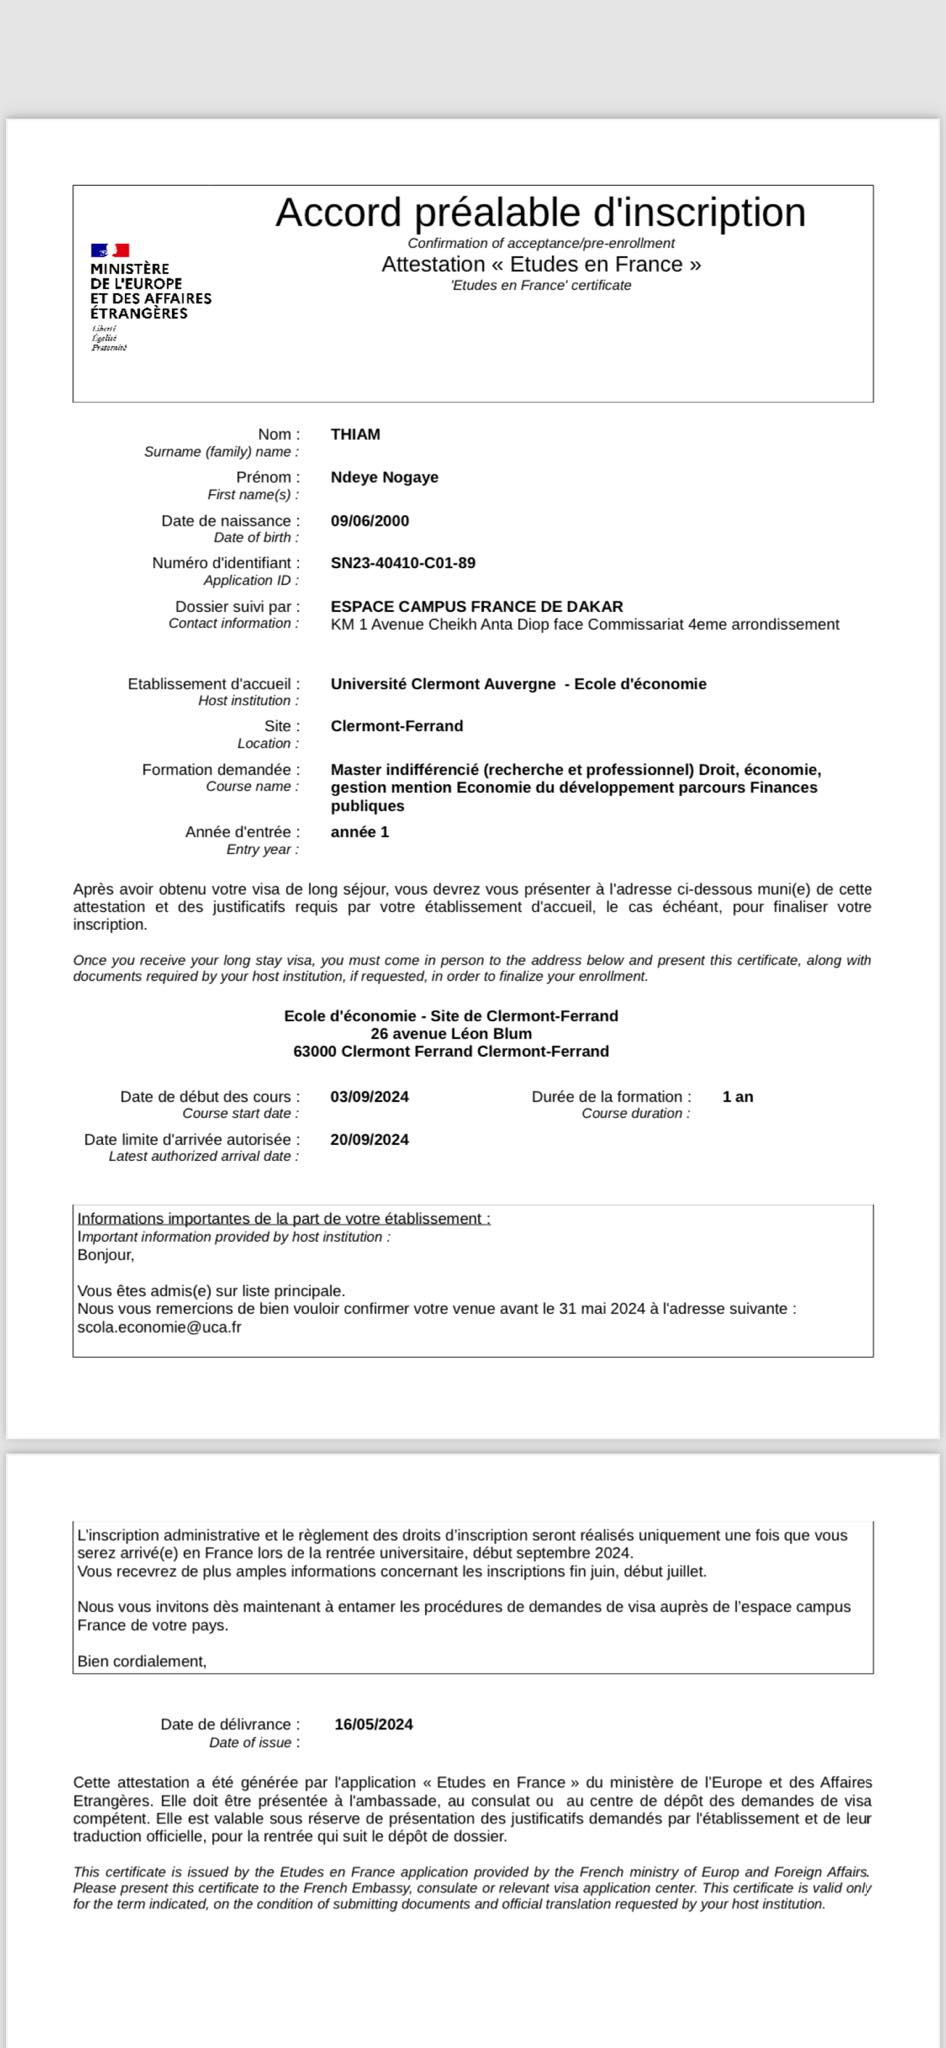 Accord préalable d'inscription
Confirmation of acceptance/pre-enrollment
Attestation « Etudes en France »
'Etudes en France' certificate
MINISTÈRE
DE L'EUROPE
ET DES AFFAIRES
ÉTRANGÈRES
Liberté
Égalité
Fraternité
Nom : THIAM
Surname (family) name :
Prénom : Ndeye Nogaye
First name(s) :
Date de naissance : 09/06/2000
Date of birth :
Numéro d'identifiant : SN23-40410-C01-89
Application ID :
Dossier suivi par : ESPACE CAMPUS FRANCE DE DAKAR
Contact information : KM 1 Avenue Cheikh Anta Diop face Commissariat 4eme arrondissement
Etablissement d'accueil : Université Clermont Auvergne - Ecole d'économie
Host institution :
Site : Clermont-Ferrand
Location :
Formation demandée : Master indifférencié (recherche et professionnel) Droit, économie,
Course name : gestion mention Economie du développement parcours Finances
publiques
Année d'entrée : année 1
Entry year :
Après avoir obtenu votre visa de long séjour, vous devrez vous présenter à l'adresse ci-dessous muni(e) de cette
attestation et des justificatifs requis par votre établissement d'accueil, le cas échéant, pour finaliser votre
inscription.
Once you receive your long stay visa, you must come in person to the address below and present this certificate, along with
documents required by your host institution, if requested, in order to finalize your enrollment.
Ecole d'économie - Site de Clermont-Ferrand
26 avenue Léon Blum
63000 Clermont Ferrand Clermont-Ferrand
Date de début des cours : 03/09/2024 Durée de la formation : 1 an
Course start date : Course duration :
Date limite d'arrivée autorisée : 20/09/2024
Latest authorized arrival date :
Informations importantes de la part de votre établissement :
Important information provided by host institution :
Bonjour,
Vous êtes admis(e) sur liste principale.
Nous vous remercions de bien vouloir confirmer votre venue avant le 31 mai 2024 à l'adresse suivante :
scola.economie@uca.fr
L'inscription administrative et le règlement des droits d'inscription seront réalisés uniquement une fois que vous
serez arrivé(e) en France lors de la rentrée universitaire, début septembre 2024.
Vous recevrez de plus amples informations concernant les inscriptions fin juin, début juillet.
Nous vous invitons dès maintenant à entamer les procédures de demandes de visa auprès de l'espace campus
France de votre pays.
Bien cordialement,
Date de délivrance : 16/05/2024
Date of issue :
Cette attestation a été générée par l'application « Etudes en France » du ministère de l'Europe et des Affaires
Etrangères. Elle doit être présentée à l'ambassade, au consulat ou au centre de dépôt des demandes de visa
compétent. Elle est valable sous réserve de présentation des justificatifs demandés par l'établissement et de leur
traduction officielle, pour la rentrée qui suit le dépôt de dossier.
This certificate is issued by the Etudes en France application provided by the French ministry of Europ and Foreign Affairs.
Please present this certificate to the French Embassy, consulate or relevant visa application center. This certificate is valid only
for the term indicated, on the condition of submitting documents and official translation requested by your host institution.